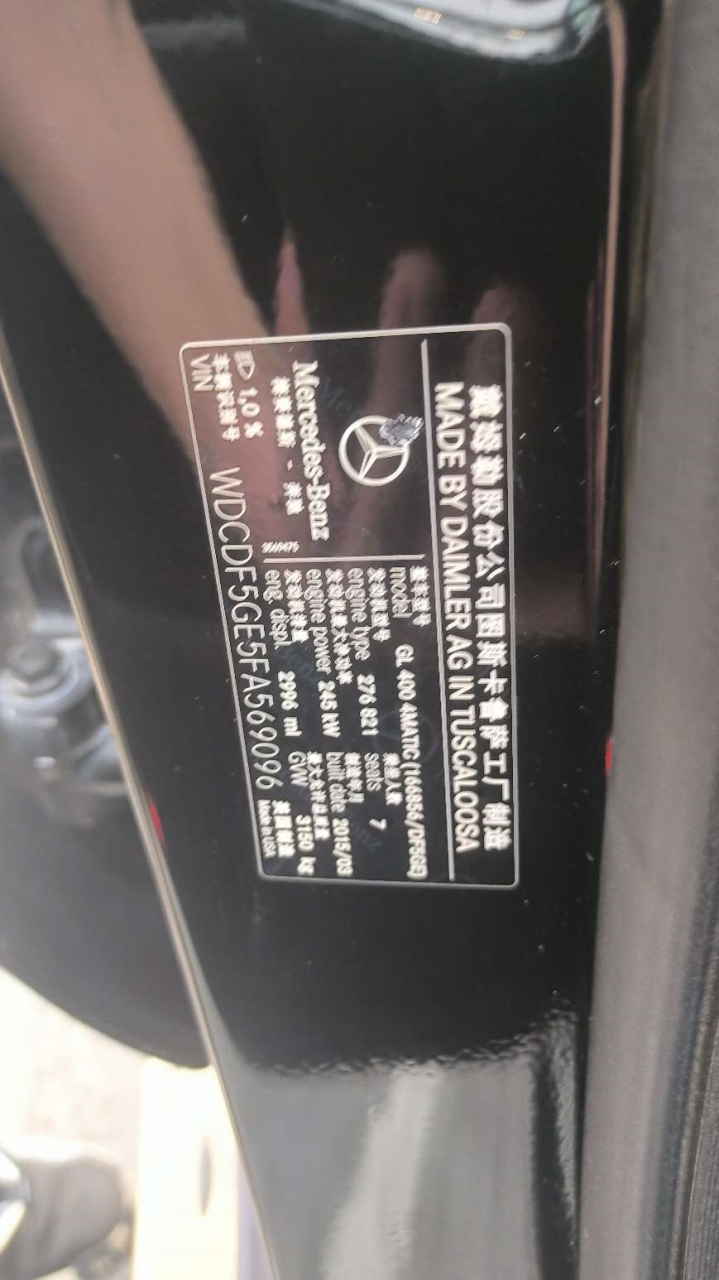 戴姆勒股份公司图斯卡鲁萨工厂制造
MADE BY DAIMLER AG IN TUSCALOOSA
Mercedes-Benz
梅赛德斯 - 奔驰
整车型号
model GL 400 4MATIC (166856/DF5GE)
发动机型号 乘坐人数
engine type 276 821 seats 7
发动机最大净功率 制造年月
engine power 245 kW built date 2015/03
发动机排量 最大允许总质量
eng. displ. 2996 ml GVW 3150 kg
1,0 %
车辆识别号 美国制造
VIN WDCDF5GE5FA569096 Made in USA